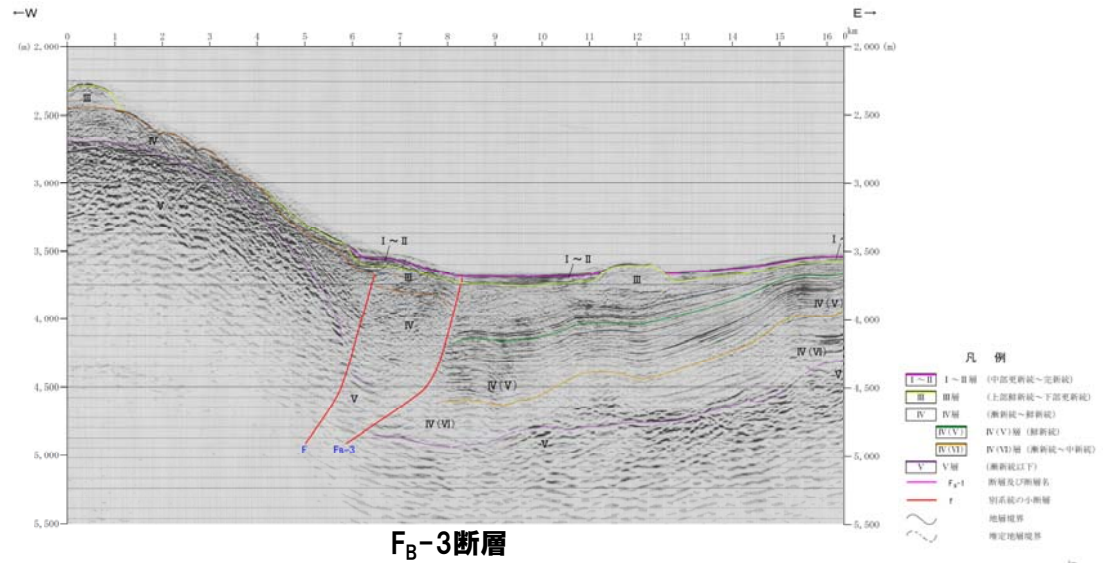 ←W
E→
0 1 2 3 4 5 6 7 8 9 10 11 12 13 14 15 16 km
(m) 2,000
2,000 (m)
2,500
2,500
3,000
3,000
3,500
3,500
4,000
4,000
4,500
4,500
5,000
5,000
5,500
5,500
III
IV
V
I～II
III
IV
V
IV(V)
IV(VI)
I～II
III
V
IV(V)
IV(VI)
V
F
凡 例
I～II I～II層 (中部更新統～完新統)
III III層 (上部鮮新統～下部更新統)
IV IV層 (漸新統～鮮新統)
IV(V) IV(V)層 (鮮新統)
IV(VI) IV(VI)層 (漸新統～中新統)
V V層 (漸新統以下)
断層及び断層名
f 別系統の小断層
地層境界
推定地層境界
km
F_B-3断層